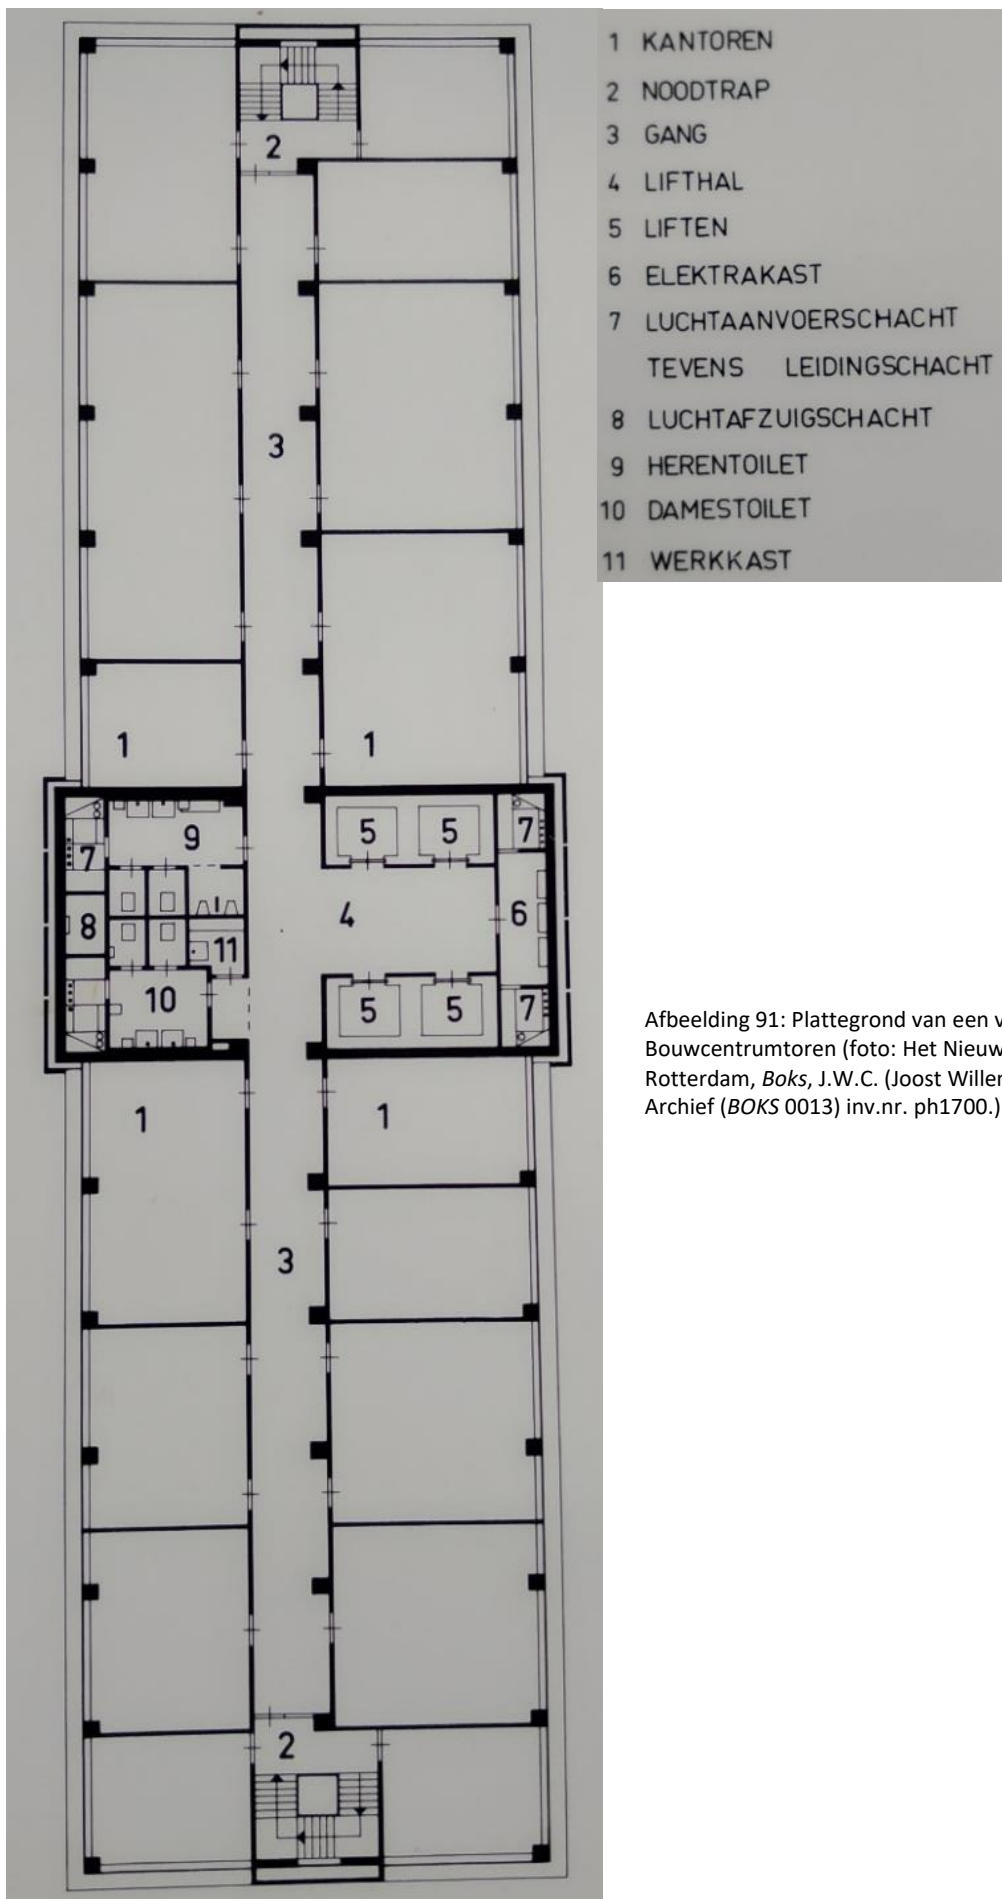 1 KANTOREN
2 NOODTRAP
3 GANG
4 LIFTHAL
5 LIFTEN
6 ELEKTRAKAST
7 LUCHTAANVOERSCHACHT
TEVENS LEIDINGSCHACHT
8 LUCHTAFZUIGSCHACHT
9 HERENTOILET
10 DAMESTOILET
11 WERKKAST
2
3
1 1
9 5 5 7
7
8 4 6
11
10 5 5 7
1 1
3
2
Afbeelding 91: Plattegrond van een v
Bouwcentrumtoren (foto: Het Nieuw
Rotterdam, Boks, J.W.C. (Joost Willer
Archief (BOKS 0013) inv.nr. ph1700.)